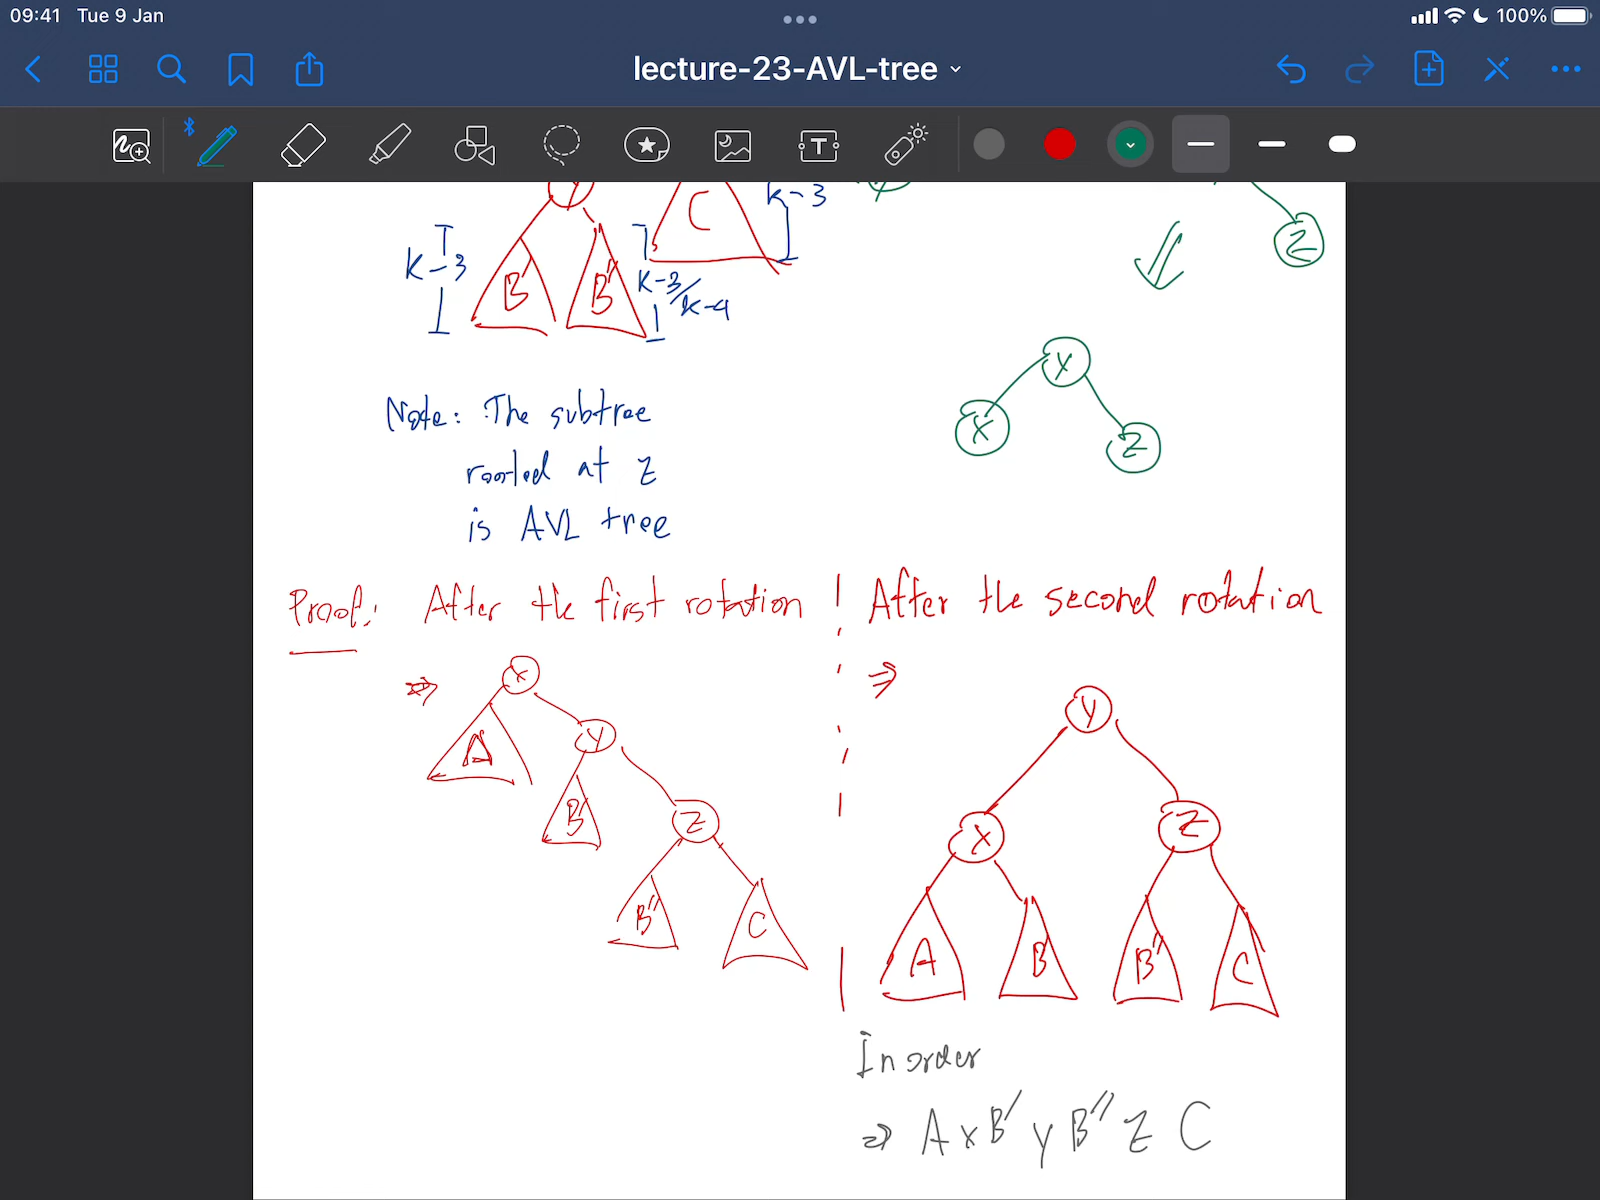 09:41 Tue 9 Jan
100%
lecture-23-AVL-tree
T
Y
C
K-3
Z
K-3
B'
B''
K-3/k-4
Y
X
Z
Note: The subtree
rooted at Z
is AVL tree
Proof: After the first rotation
After the second rotation
⇒ X
A
Y
B'
Z
B''
C
⇒
Y
X
Z
A
B'
B''
C
Inorder
⇒ A X B' Y B'' Z C